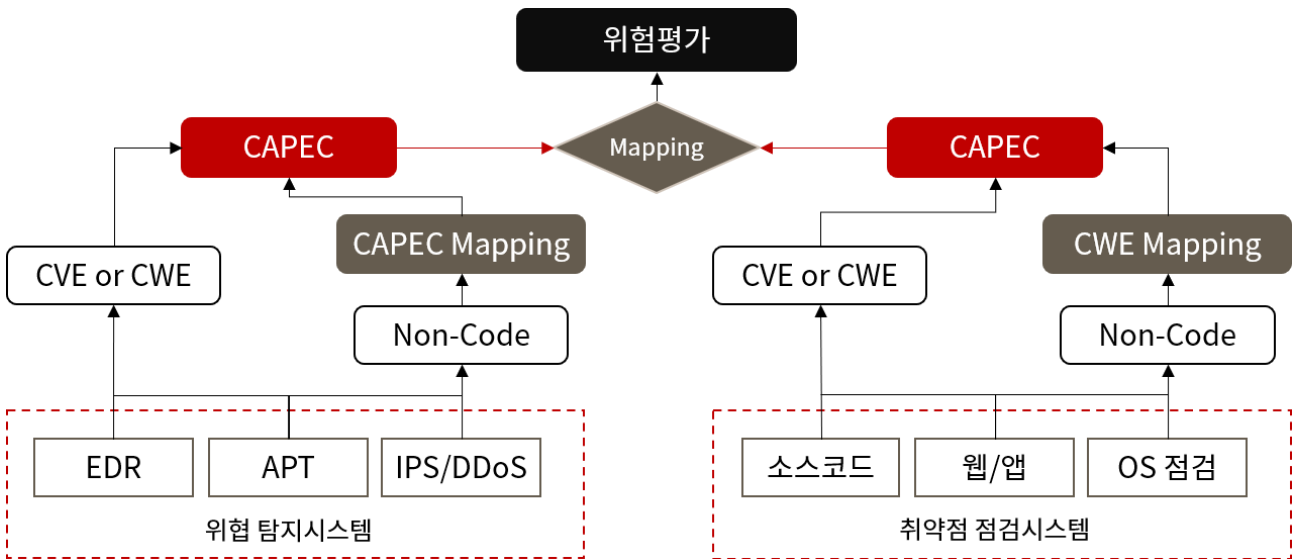 위험평가
CAPEC
Mapping
CAPEC
CAPEC Mapping
CWE Mapping
CVE or CWE
CVE or CWE
Non-Code
Non-Code
EDR
APT
IPS/DDoS
소스코드
웹/앱
OS 점검
위협 탐지시스템
취약점 점검시스템